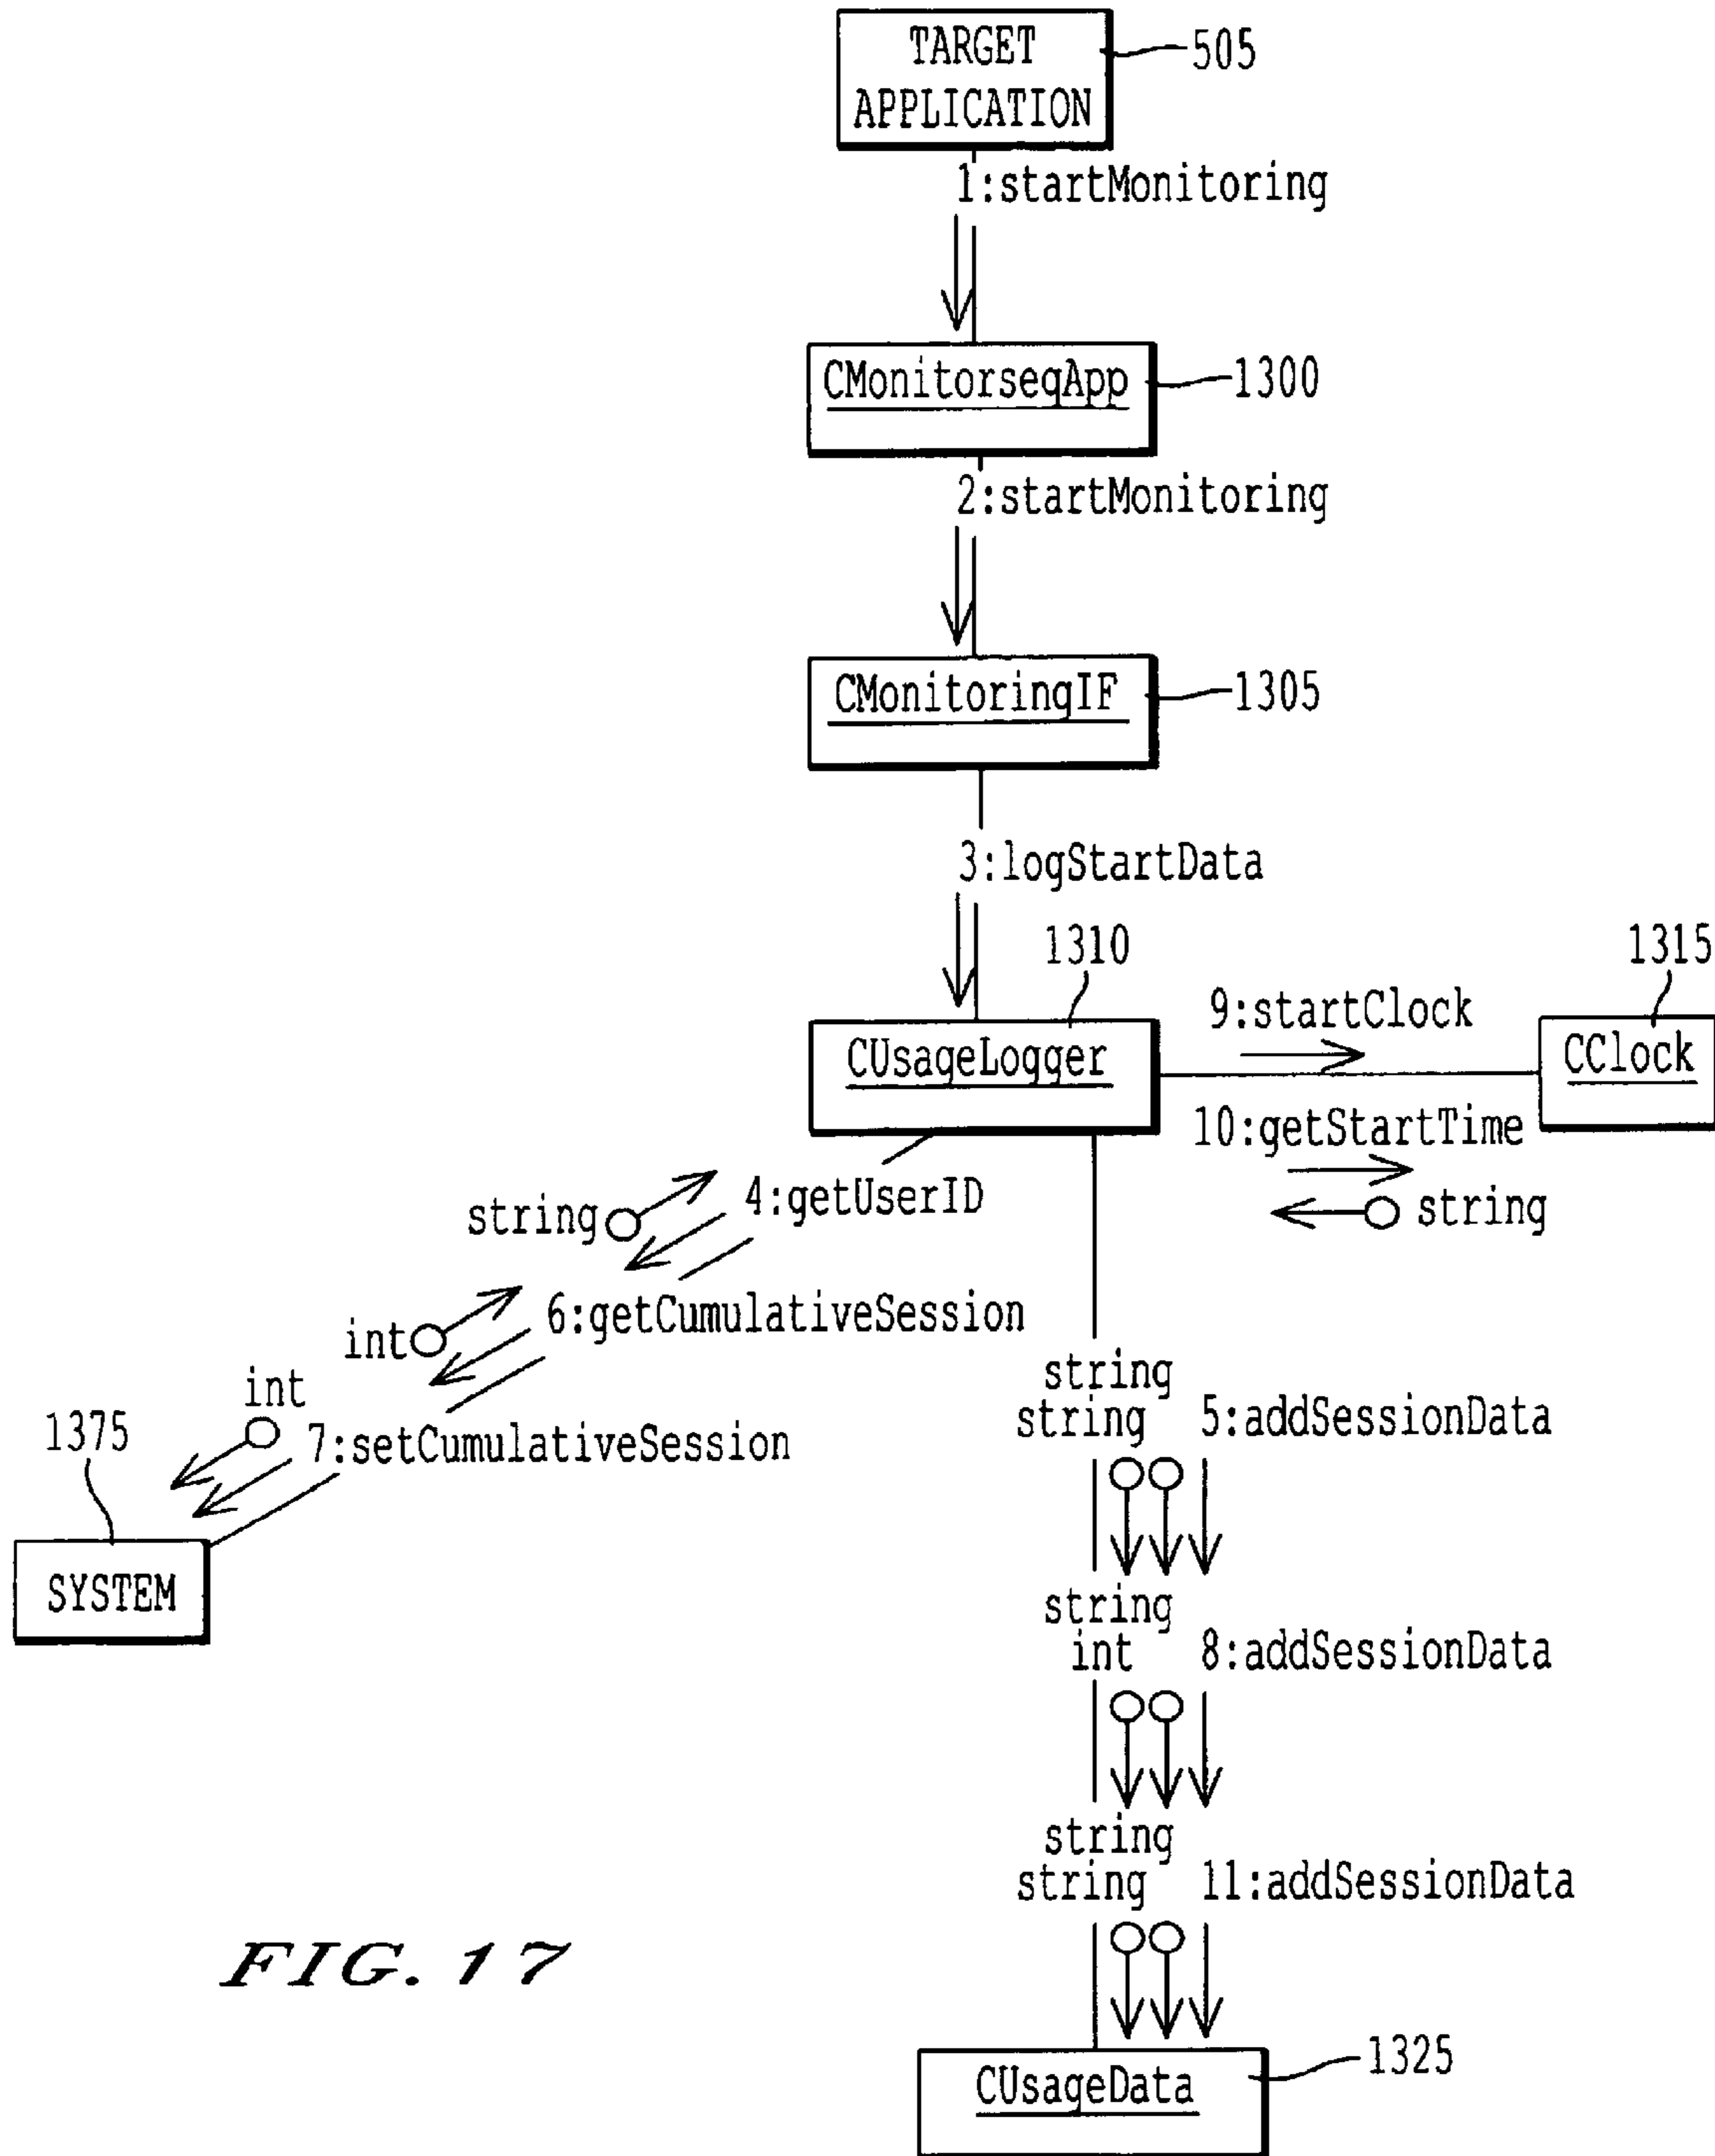 TARGET
APPLICATION
505
1:startMonitoring
CMonitorseqApp
1300
2:startMonitoring
CMonitoringIF
1305
3:logStartData
1310
1315
9:startClock
CUsageLogger
CClock
10:getStartTime
string
4:getUserID
string
6:getCumulativeSession
int
int
7:setCumulativeSession
1375
SYSTEM
string
string
5:addSessionData
string
int
8:addSessionData
string
string
11:addSessionData
FIG. 17
CUsageData
1325